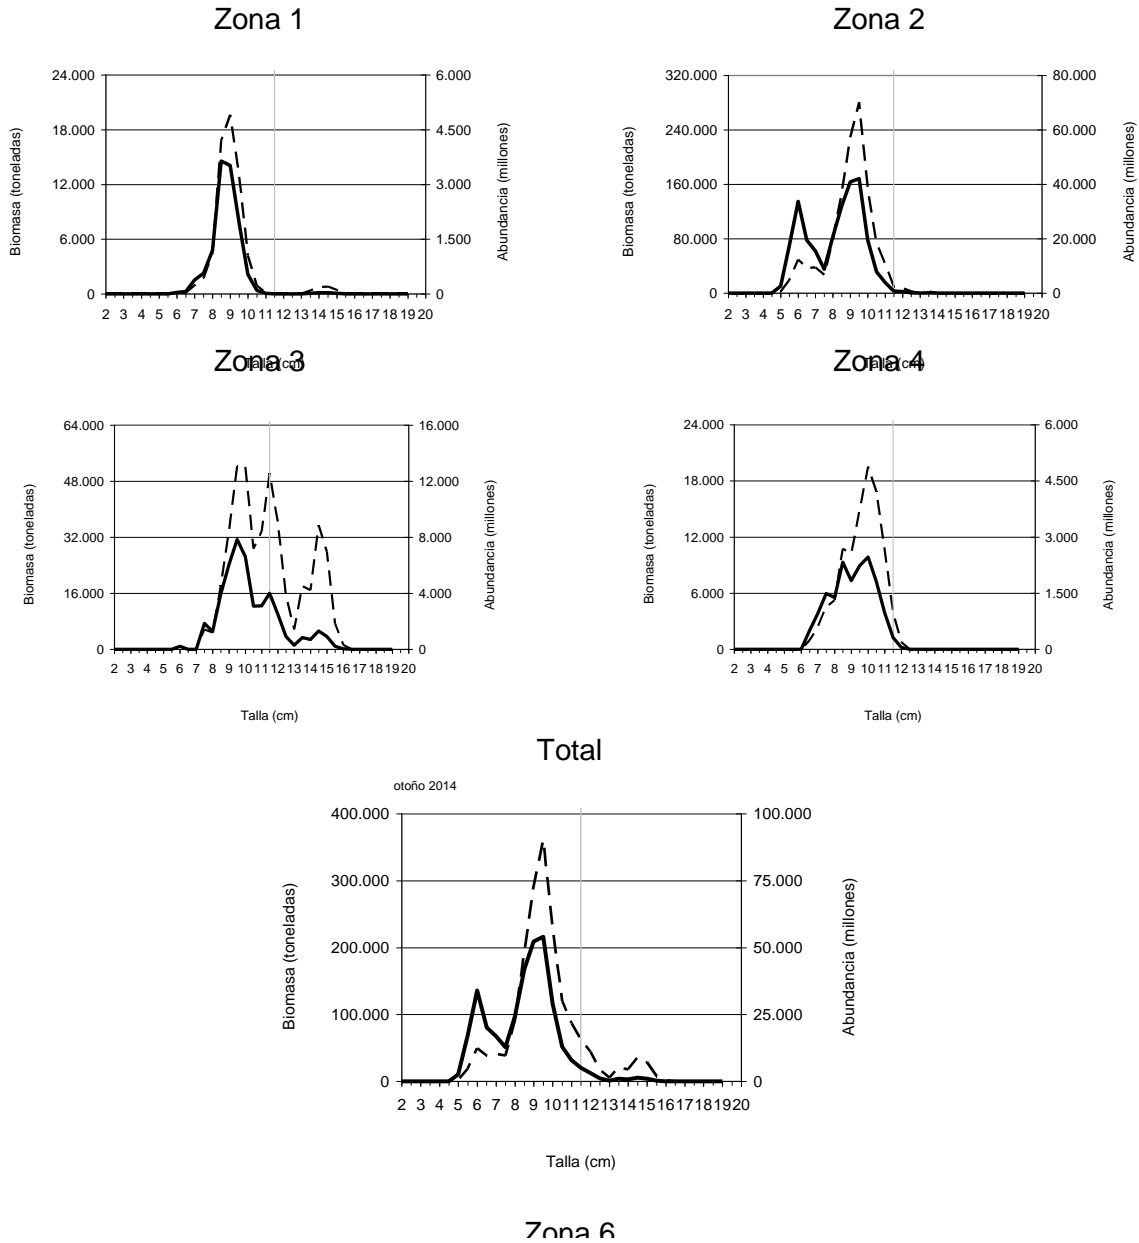 Zona 1
Zona 2
24.000
18.000
12.000
6.000
0
6.000
4.500
3.000
1.500
0
Biomasa (toneladas)
Abundancia (millones)
2 3 4 5 6 7 8 9 10 11 12 13 14 15 16 17 18 19 20
Talla (cm)
320.000
240.000
160.000
80.000
0
80.000
60.000
40.000
20.000
0
Biomasa (toneladas)
Abundancia (millones)
2 3 4 5 6 7 8 9 10 11 12 13 14 15 16 17 18 19 20
Talla (cm)
Zona 3
Zona 4
64.000
48.000
32.000
16.000
0
16.000
12.000
8.000
4.000
0
Biomasa (toneladas)
Abundancia (millones)
2 3 4 5 6 7 8 9 10 11 12 13 14 15 16 17 18 19 20
Talla (cm)
24.000
18.000
12.000
6.000
0
6.000
4.500
3.000
1.500
0
Biomasa (toneladas)
Abundancia (millones)
2 3 4 5 6 7 8 9 10 11 12 13 14 15 16 17 18 19 20
Talla (cm)
Total
otoño 2014
400.000
300.000
200.000
100.000
0
100.000
75.000
50.000
25.000
0
Biomasa (toneladas)
Abundancia (millones)
2 3 4 5 6 7 8 9 10 11 12 13 14 15 16 17 18 19 20
Talla (cm)
Zona 6